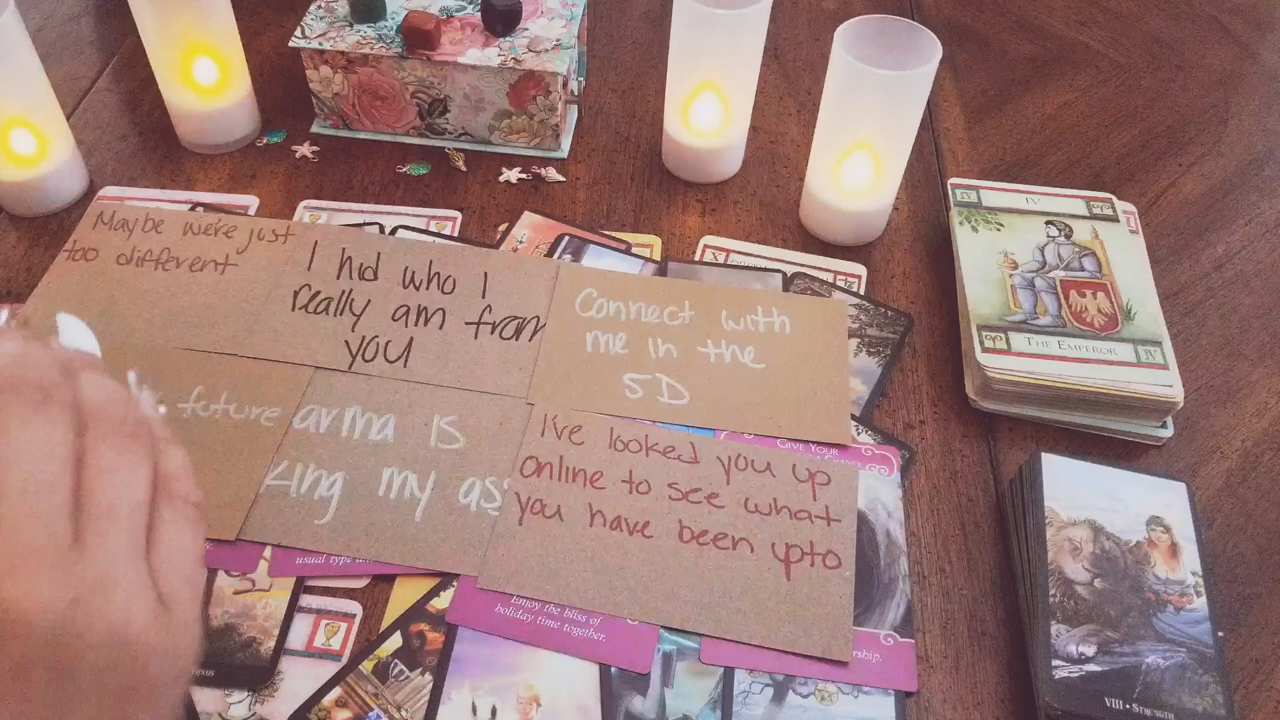 Maybe we're just
too different
I hid who I
really am from
you
Connect with
me in the
5D
future
arma is
king my as
I've looked you up
online to see what
you have been upto
IV
THE EMPEROR
IV
X
GIVE YOUR
usual type
Enjoy the bliss of
holiday time together.
VIII • STRENGTH